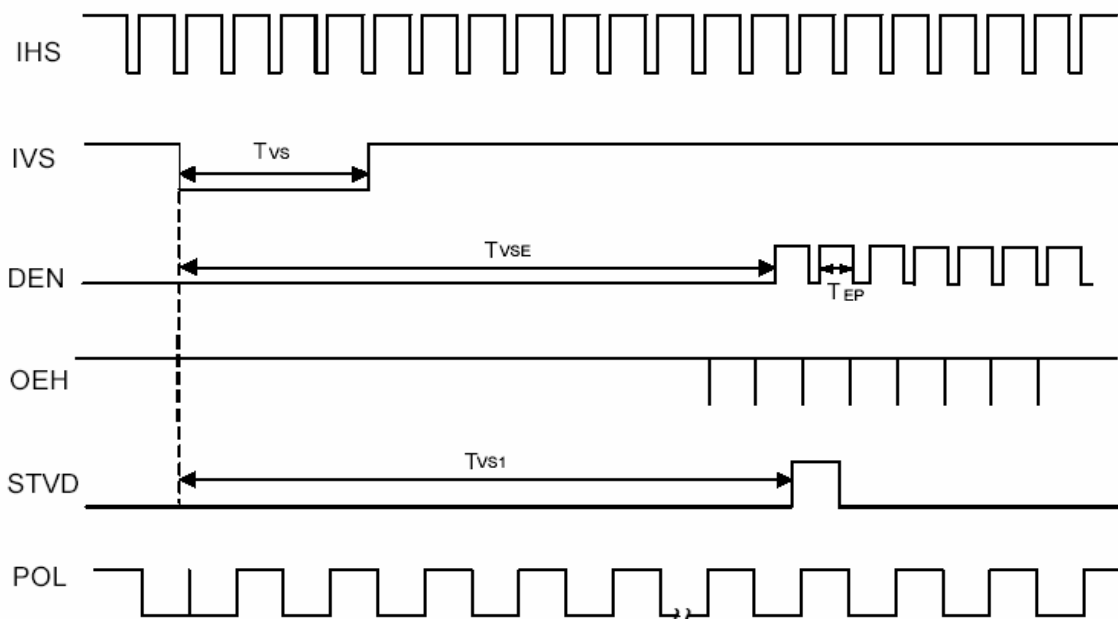 IHS
IVS
TVS
DEN
TVSE
TEP
OEH
STVD
TVS1
POL